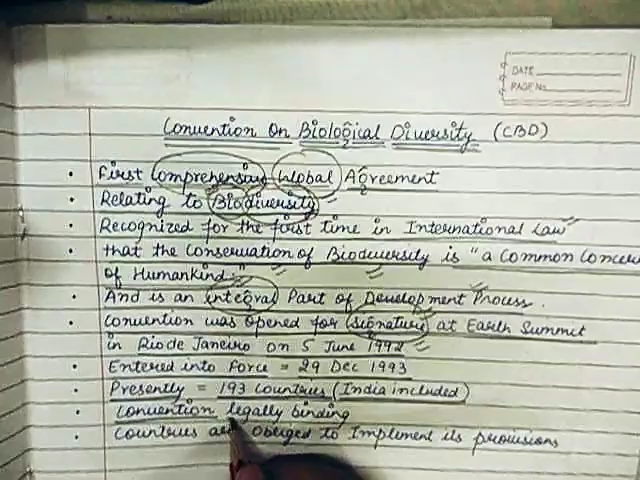 DATE
PAGE No.
Convention On Biological Diversity (CBD)
• First Comprehensive Global Agreement
• Relating to Biodiversity
• Recognized for the first time in International Law
• that the Conservation of Biodiversity is "a Common Concern
of Humankind."
• And is an integral Part of Development Process.
• Convention was opened for signature at Earth Summit
in Rio de Janeiro on 5 June 1992
• Entered into Force = 29 Dec 1993
• Presently = 193 Countries (India included)
• Convention legally binding
• Countries are obliged to Implement its provisions